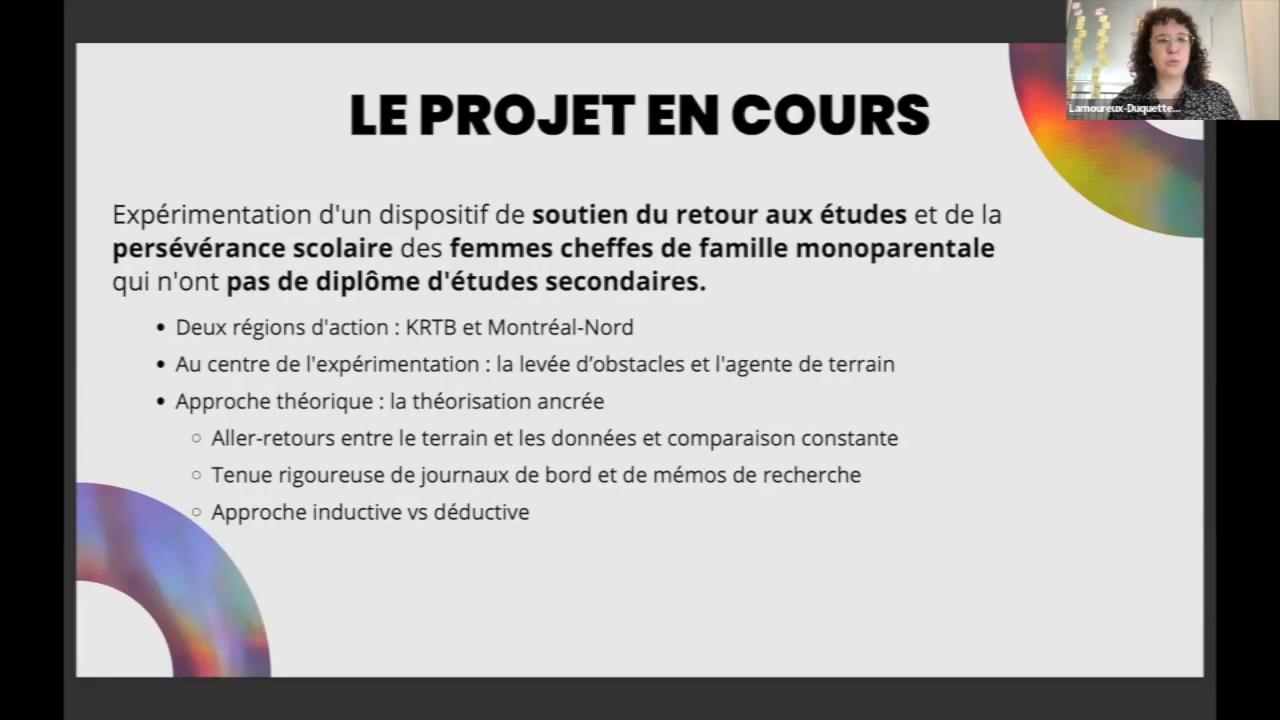 LE PROJET EN COURS
Lamoureux-Duquette...
Expérimentation d'un dispositif de soutien du retour aux études et de la
persévérance scolaire des femmes cheffes de famille monoparentale
qui n'ont pas de diplôme d'études secondaires.
• Deux régions d'action : KRTB et Montréal-Nord
• Au centre de l'expérimentation : la levée d’obstacles et l'agente de terrain
• Approche théorique : la théorisation ancrée
○ Aller-retours entre le terrain et les données et comparaison constante
○ Tenue rigoureuse de journaux de bord et de mémos de recherche
○ Approche inductive vs déductive